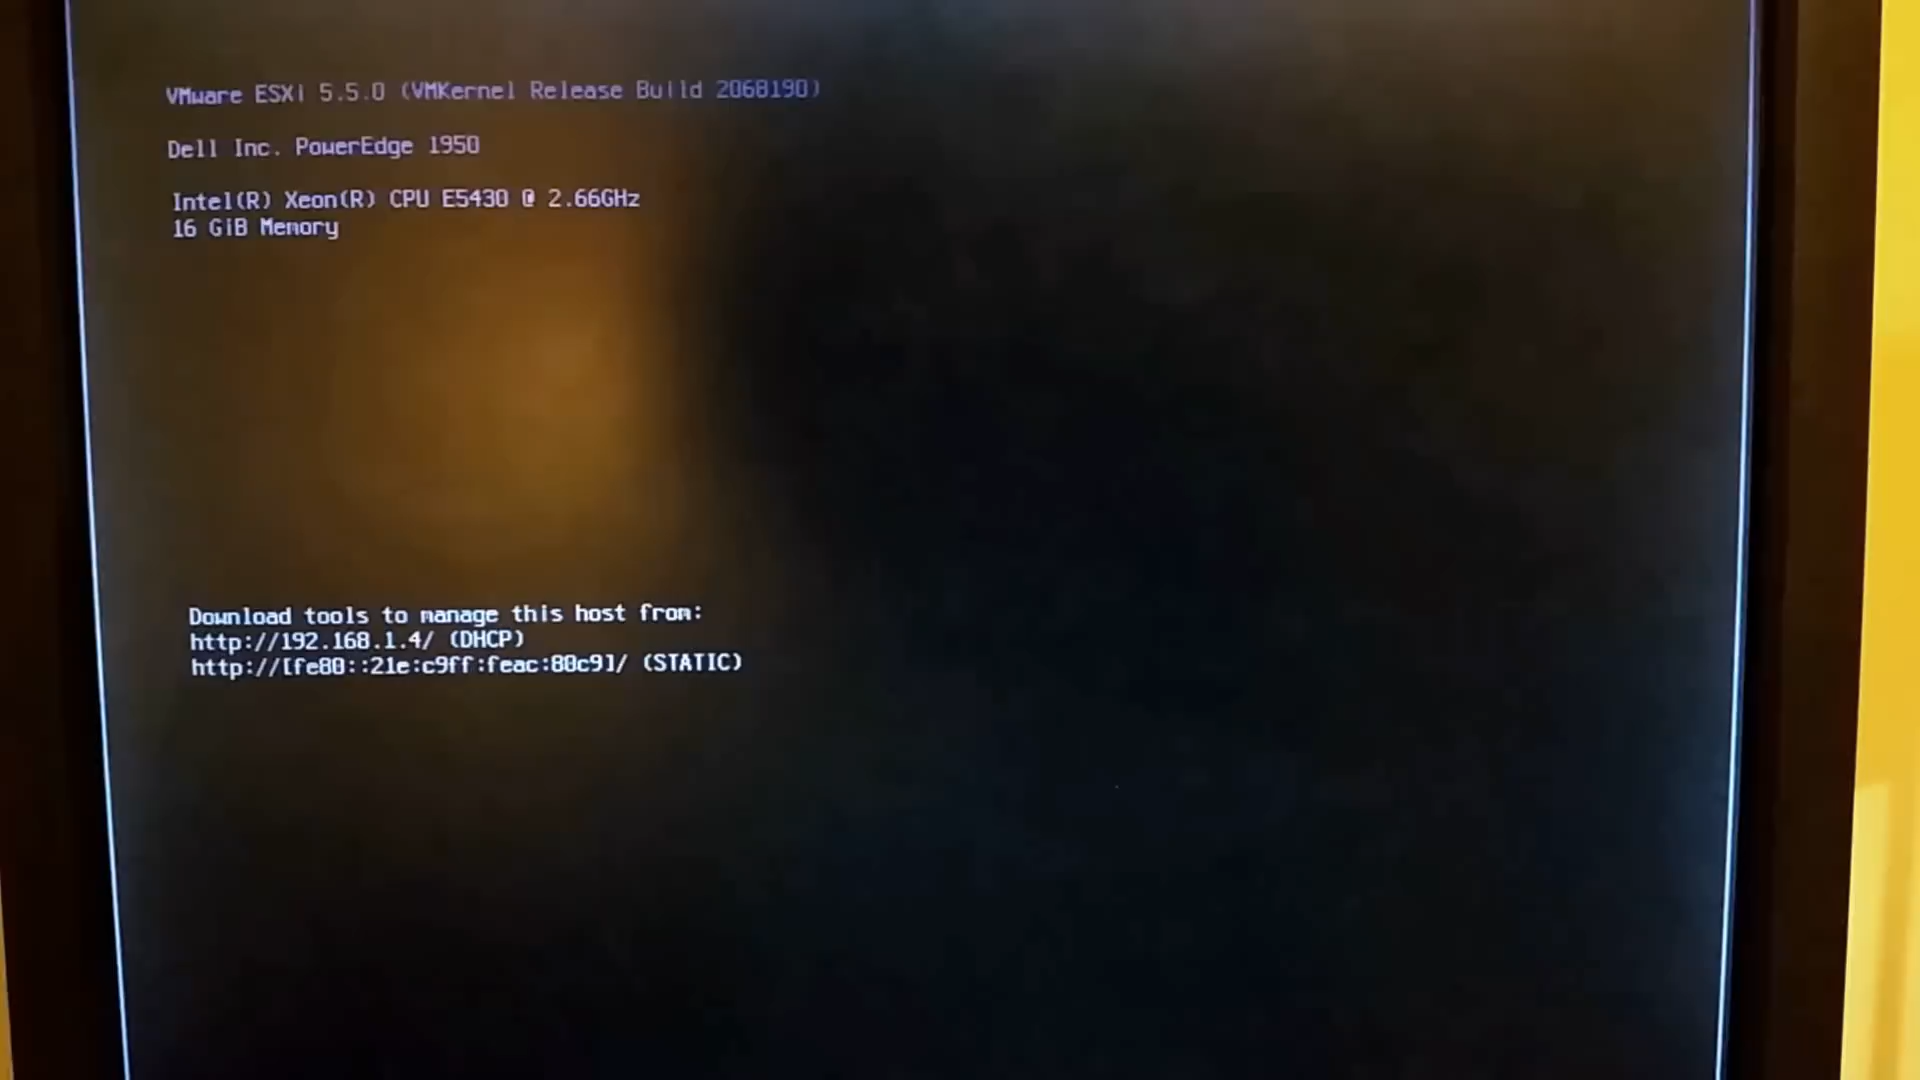 VMware ESXi 5.5.0 (VMKernel Release Build 2068190)
Dell Inc. PowerEdge 1950
Intel(R) Xeon(R) CPU E5430 @ 2.66GHz
16 GiB Memory
Download tools to manage this host from:
http://192.168.1.4/ (DHCP)
http://[fe80::21e:c9ff:feac:80c9]/ (STATIC)